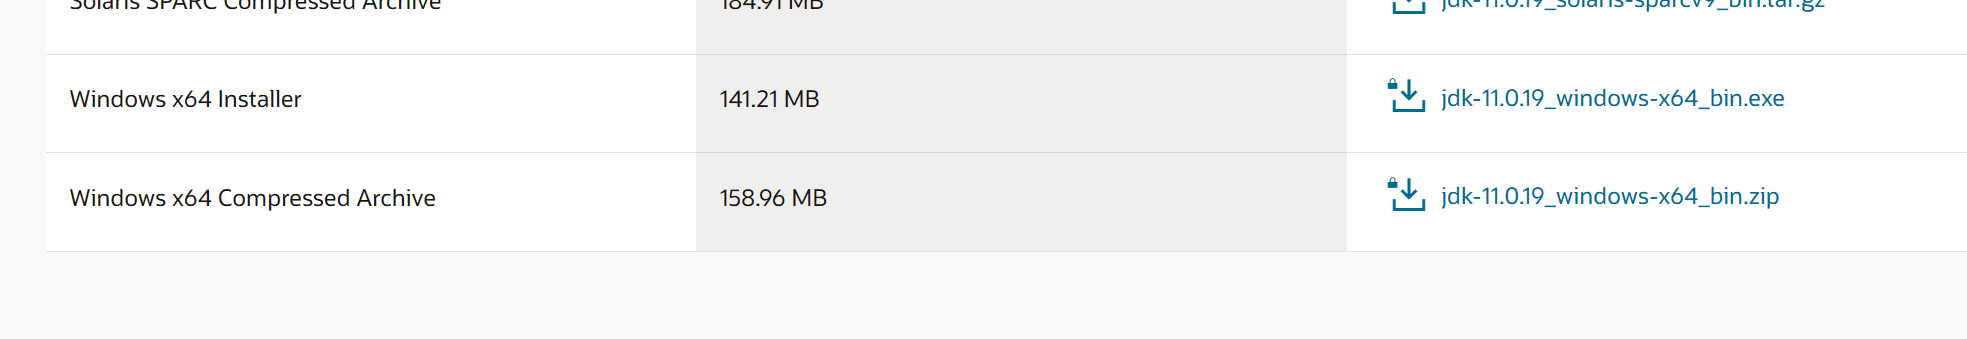 Solaris SPARC Compressed Archive 184.91 MB jdk-11.0.19_solaris-sparcv9_bin.tar.gz
Windows x64 Installer 141.21 MB jdk-11.0.19_windows-x64_bin.exe
Windows x64 Compressed Archive 158.96 MB jdk-11.0.19_windows-x64_bin.zip